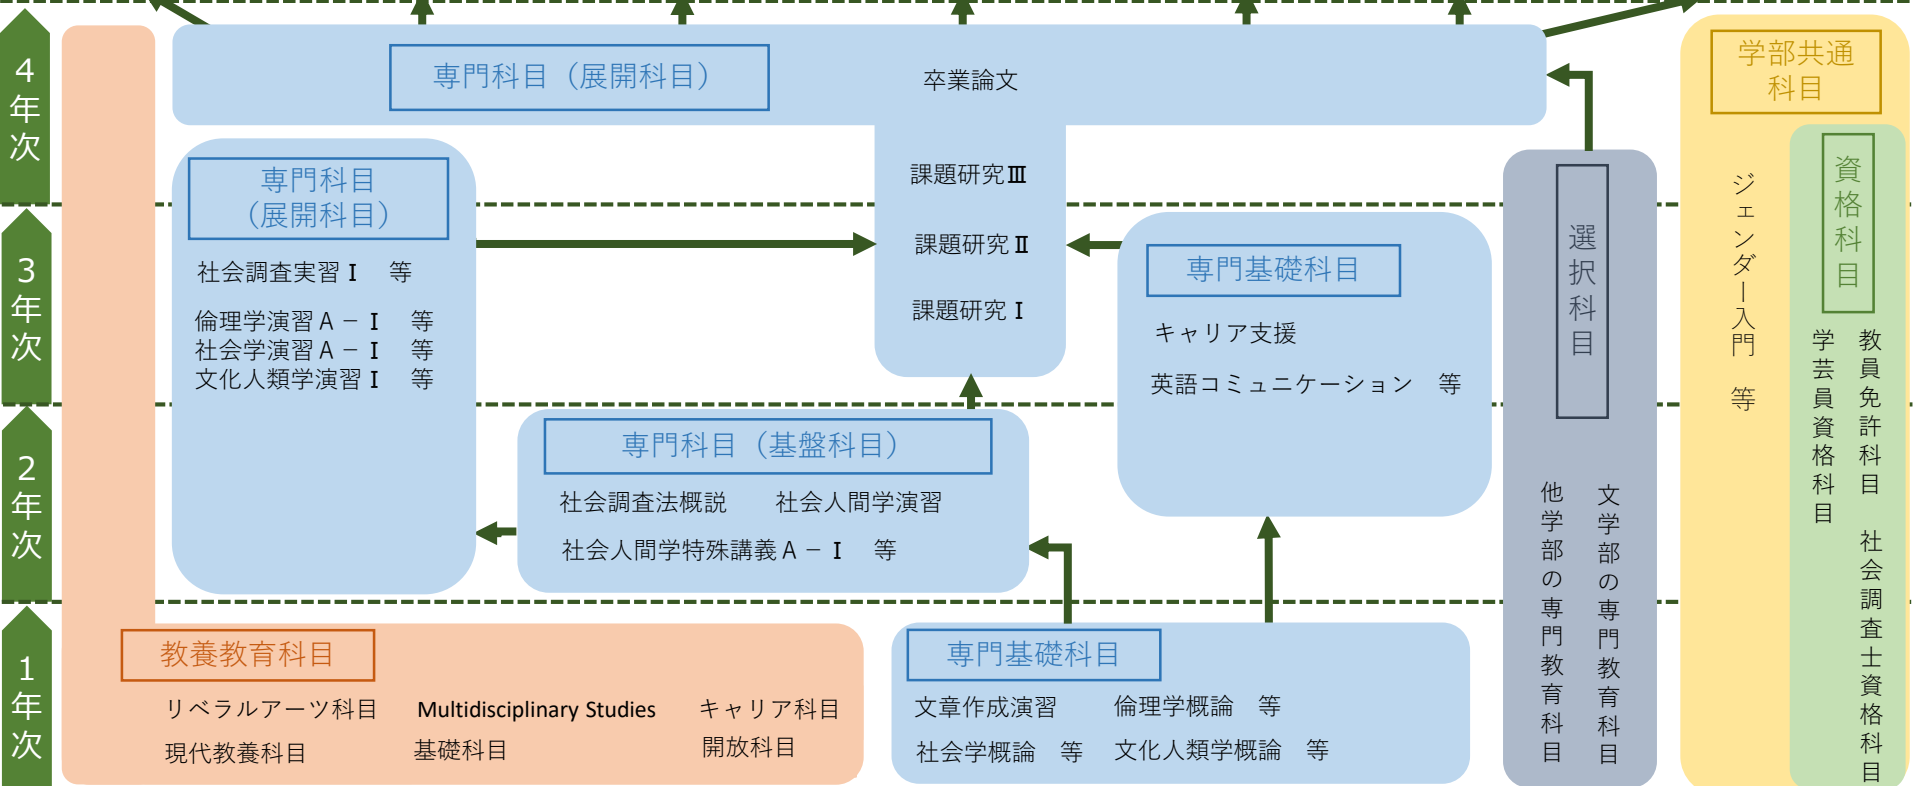 4年次
3年次
2年次
1年次
専門科目（展開科目）
卒業論文
課題研究Ⅲ
課題研究Ⅱ
課題研究Ⅰ
専門科目
（展開科目）
社会調査実習Ⅰ　等
倫理学演習A－Ⅰ　等
社会学演習A－Ⅰ　等
文化人類学演習Ⅰ　等
専門基礎科目
キャリア支援
英語コミュニケーション　等
専門科目（基盤科目）
社会調査法概説　社会人間学演習
社会人間学特殊講義A－Ⅰ　等
教養教育科目
リベラルアーツ科目　Multidisciplinary Studies　キャリア科目
現代教養科目　基礎科目　開放科目
専門基礎科目
文章作成演習　倫理学概論　等
社会学概論　等　文化人類学概論　等
選択科目
文学部の専門教育科目
他学部の専門教育科目
学部共通
科目
ジェンダー入門　等
資格科目
教員免許科目　社会調査士資格科目
学芸員資格科目